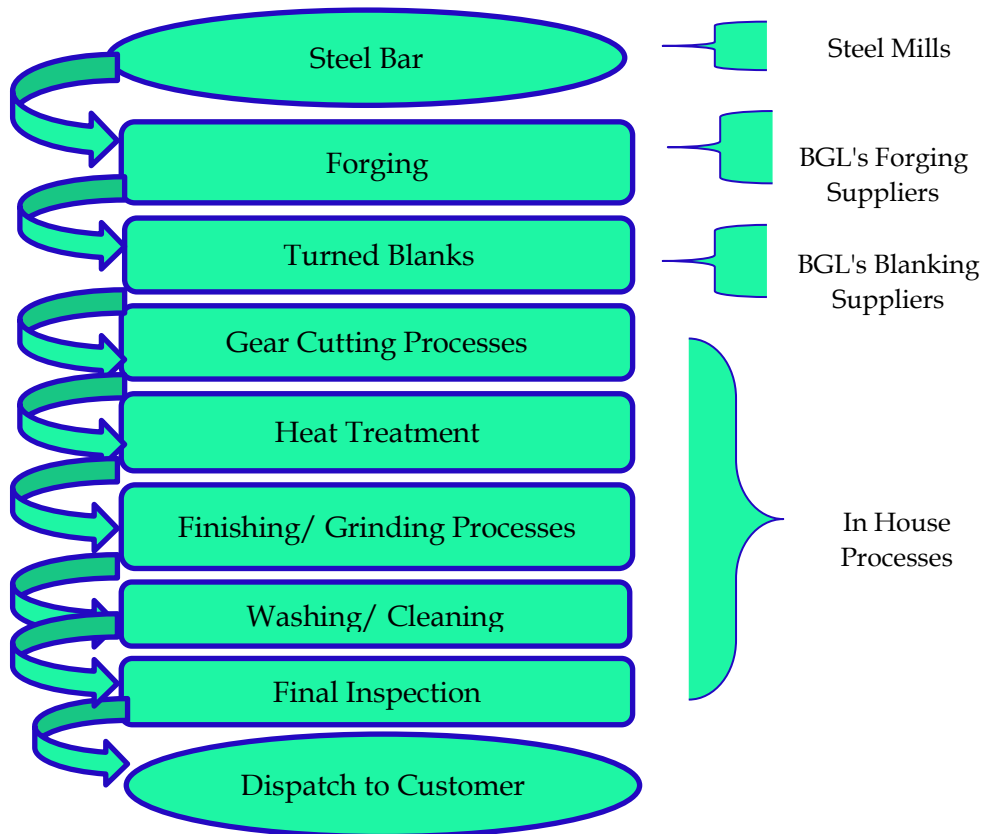 Steel Bar
Steel Mills
Forging
BGL's Forging
Suppliers
Turned Blanks
BGL's Blanking
Suppliers
Gear Cutting Processes
Heat Treatment
Finishing/ Grinding Processes
In House
Processes
Washing/ Cleaning
Final Inspection
Dispatch to Customer